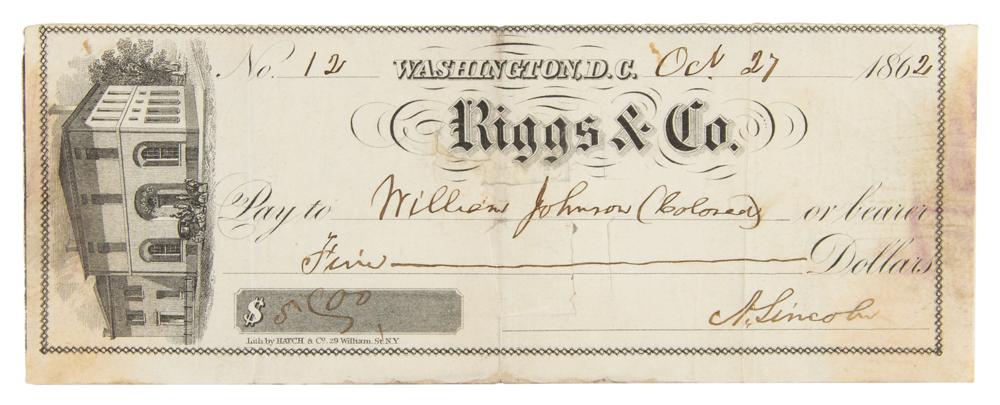 No. 12 WASHINGTON, D.C. Oct 27 1862
Riggs & Co.
Pay to William Johnson (Colored) or bearer
Five Dollars
$ 5/00
A. Lincoln
Lith by HATCH & Co. 29 William. St. N.Y